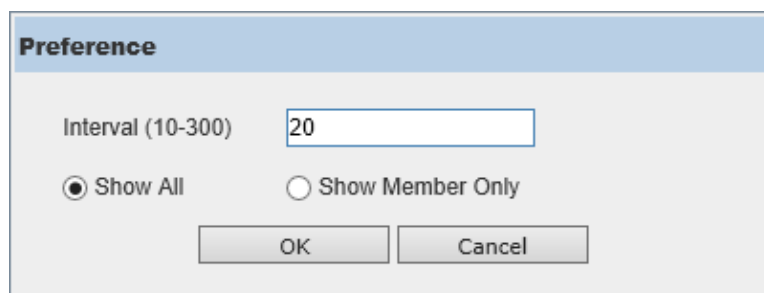 Preference
Interval (10-300) 20
Show All Show Member Only
OK Cancel